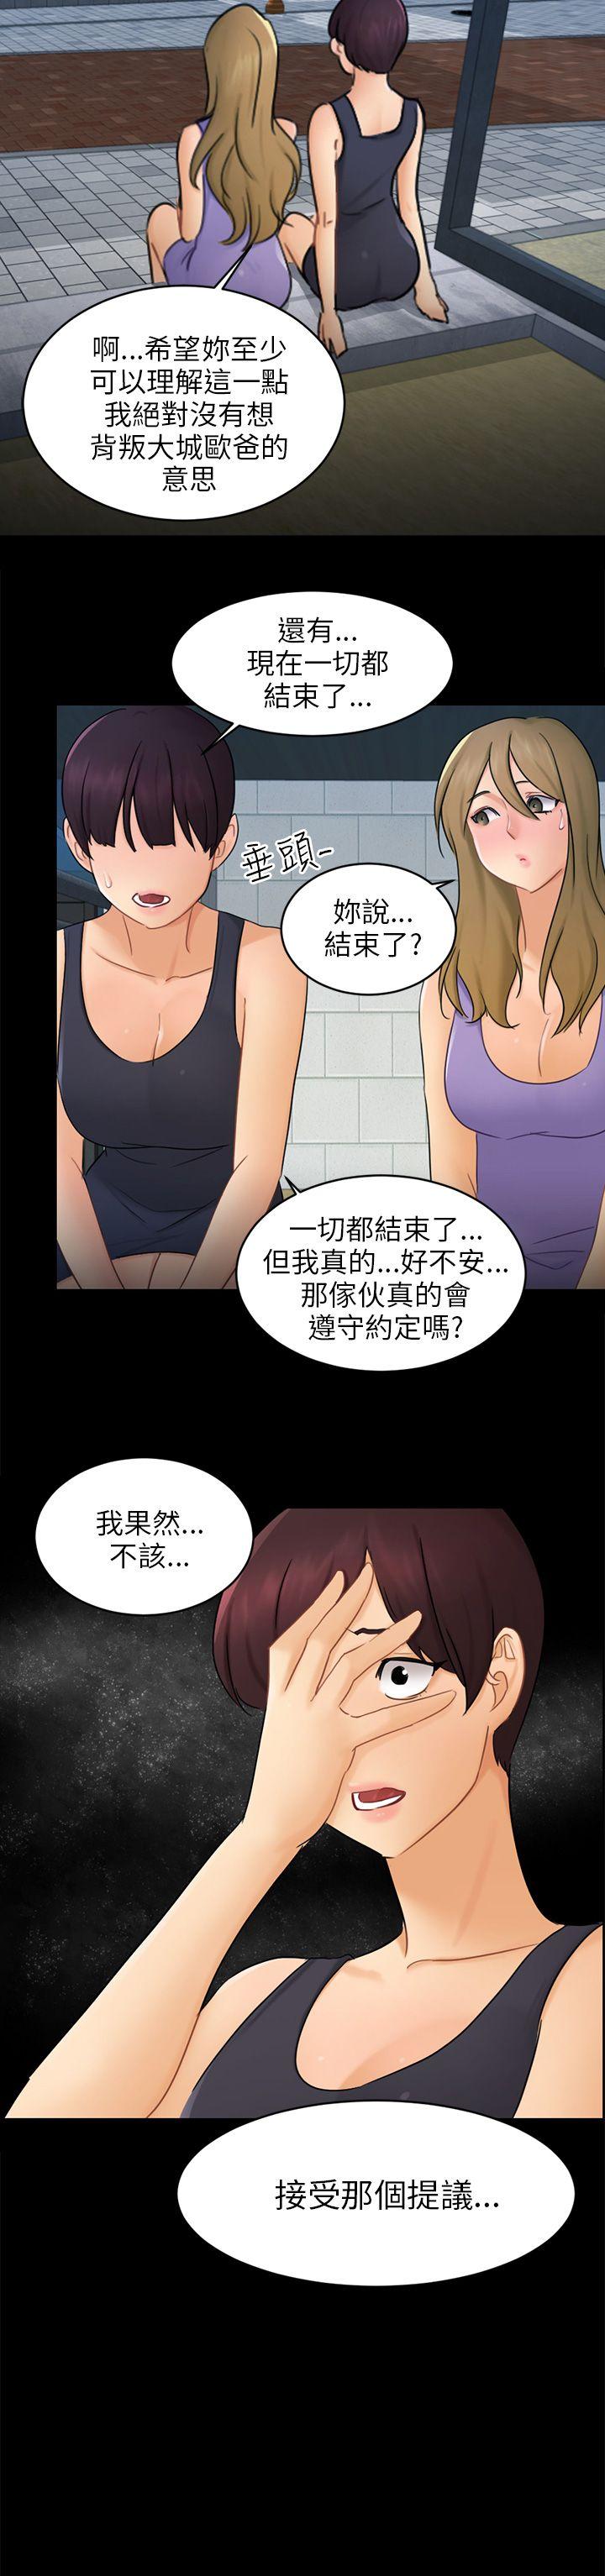 啊...希望妳至少
可以理解這一點
我絕對沒有想
背叛大城歐爸的
意思
還有...
現在一切都
結束了...
垂頭-
妳說...
結束了?
一切都結束了...
但我真的...好不安...
那傢伙真的會
遵守約定嗎?
我果然...
不該...
接受那個提議...